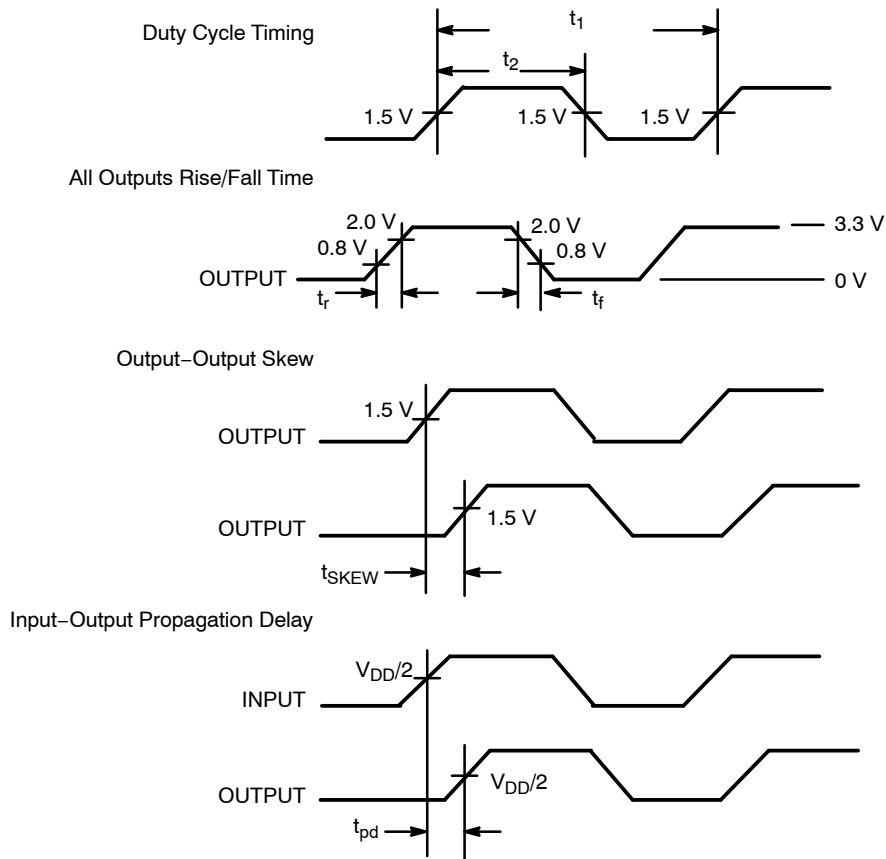 Duty Cycle Timing
t1
t2
1.5 V 1.5 V 1.5 V
All Outputs Rise/Fall Time
2.0 V 2.0 V 3.3 V
0.8 V 0.8 V
OUTPUT 0 V
tr tf
Output−Output Skew
1.5 V
OUTPUT
OUTPUT 1.5 V
tSKEW
Input−Output Propagation Delay
VDD/2
INPUT
VDD/2
OUTPUT
tpd